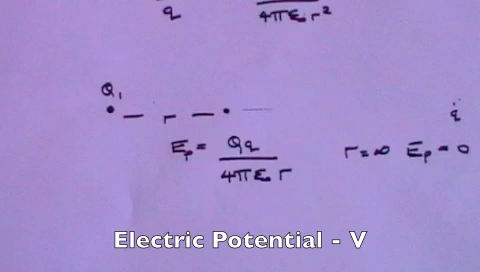 q 4πε₀r²
Q₁
— r — q
Eₚ = Qq / 4πε₀r r=∞ Eₚ=0
Electric Potential - V